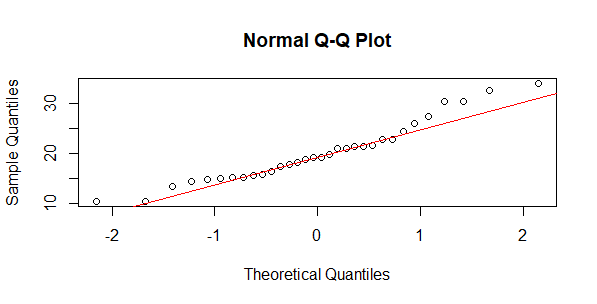 Normal Q-Q Plot
Sample Quantiles
30
20
10
-2 -1 0 1 2
Theoretical Quantiles